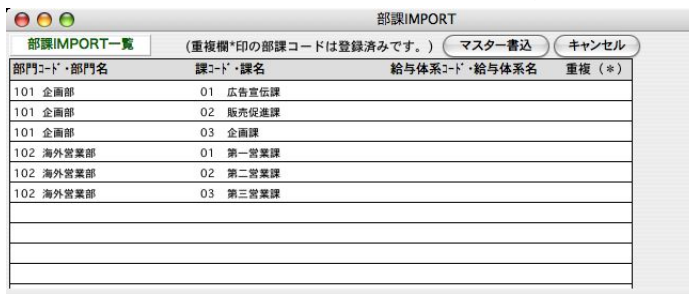 部課IMPORT
部課IMPORT一覧 (重複欄*印の部課コードは登録済みです。) マスター書込 キャンセル
部門ｺｰﾄﾞ・部門名 課ｺｰﾄﾞ・課名 給与体系ｺｰﾄﾞ・給与体系名 重複（＊）
101 企画部 01 広告宣伝課
101 企画部 02 販売促進課
101 企画部 03 企画課
102 海外営業部 01 第一営業課
102 海外営業部 02 第二営業課
102 海外営業部 03 第三営業課